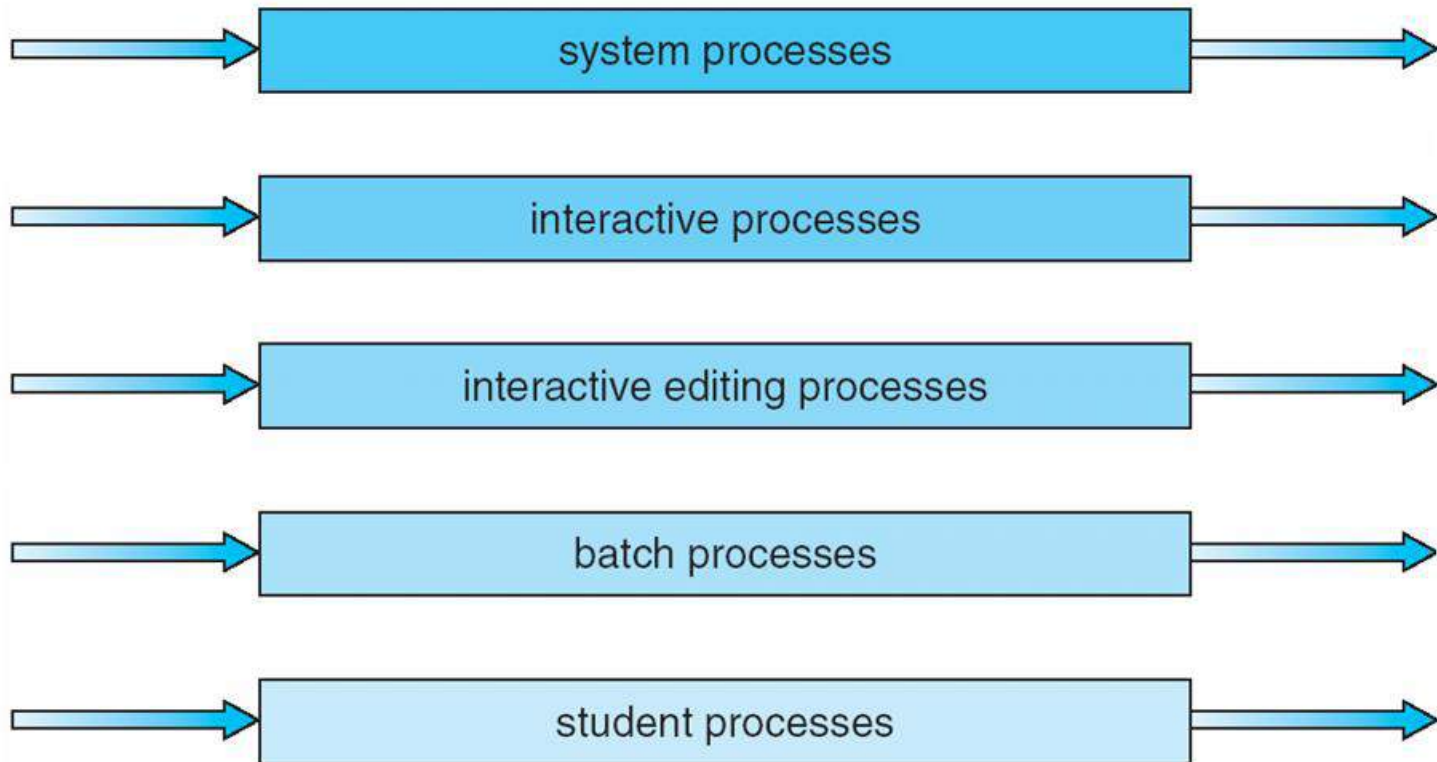 system processes
interactive processes
interactive editing processes
batch processes
student processes